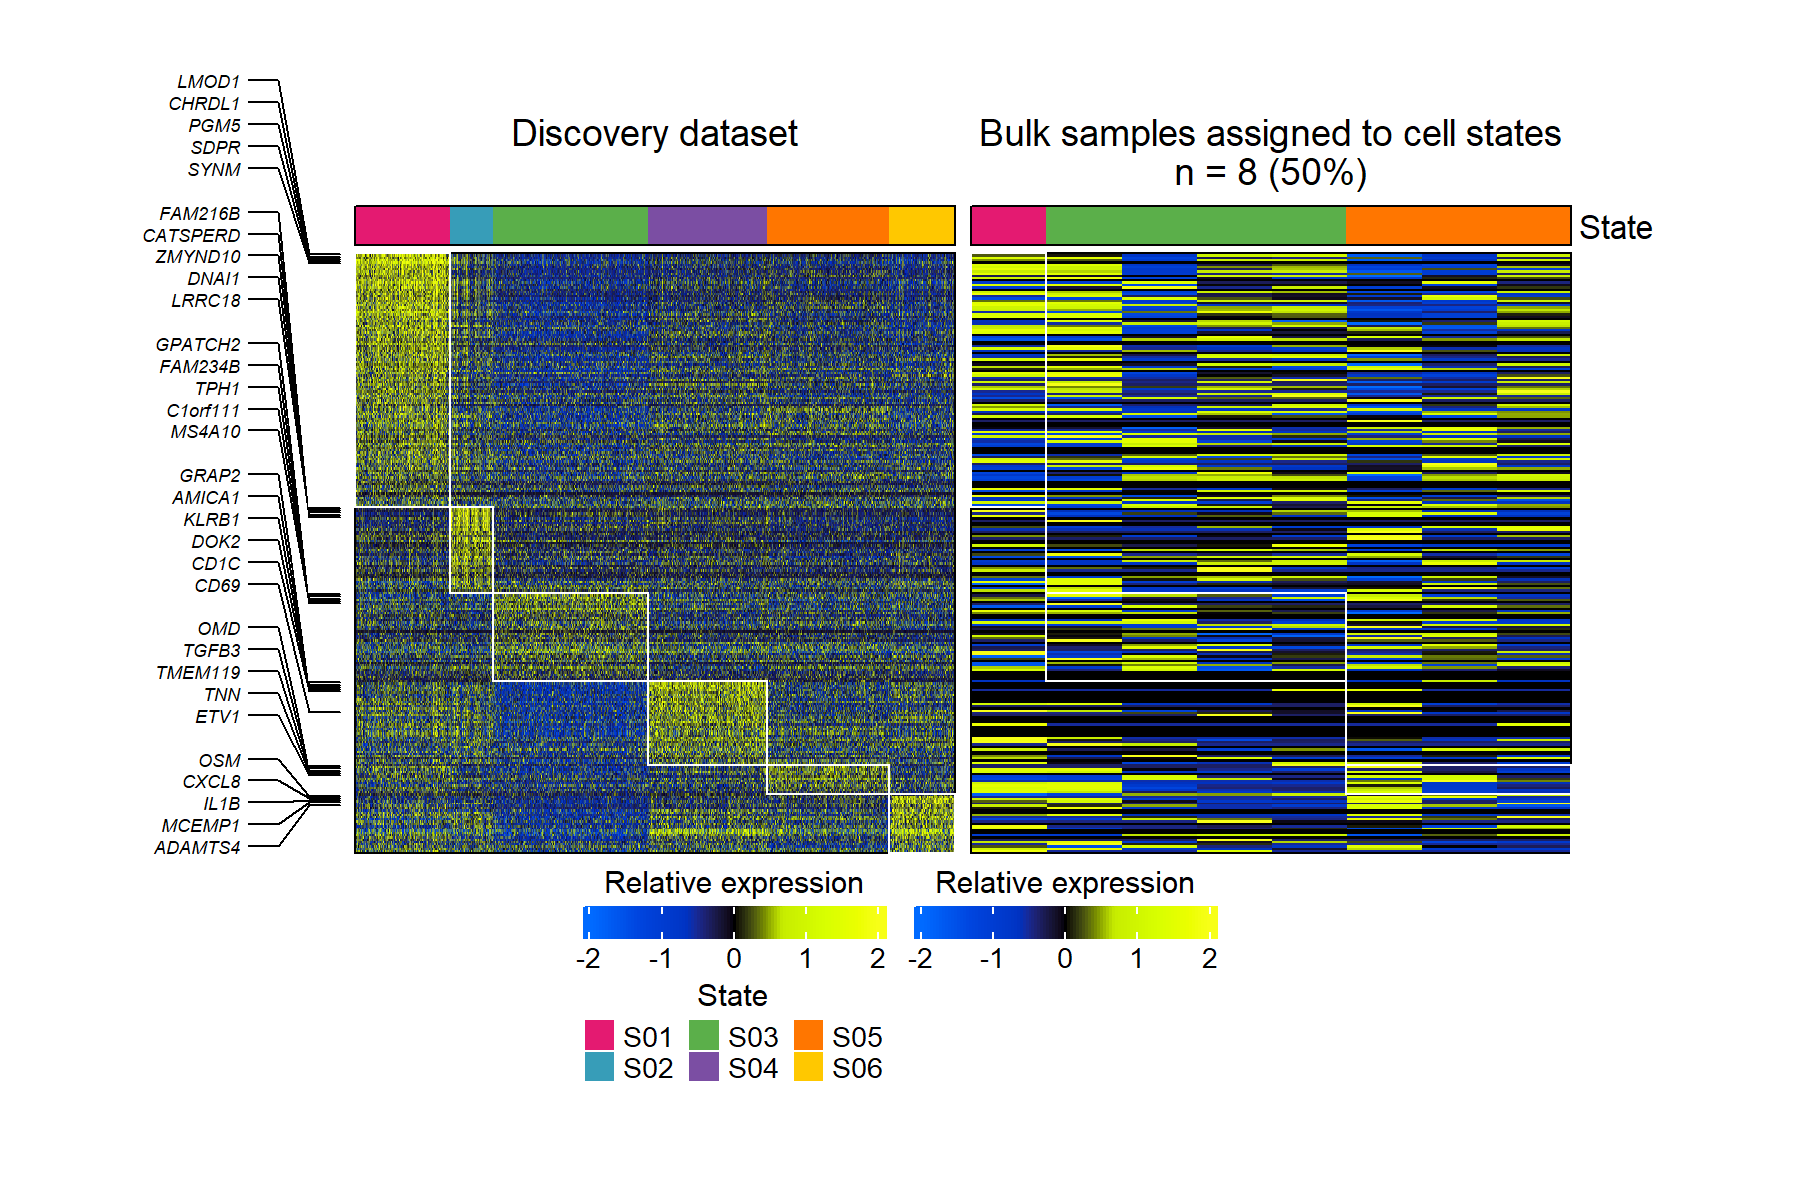 LMOD1
CHRDL1
PGM5
SDPR
SYNM
FAM216B
CATSPERD
ZMYND10
DNAI1
LRRC18
GPATCH2
FAM234B
TPH1
C1orf111
MS4A10
GRAP2
AMICA1
KLRB1
DOK2
CD1C
CD69
OMD
TGFB3
TMEM119
TNN
ETV1
OSM
CXCL8
IL1B
MCEMP1
ADAMTS4
Discovery dataset
Bulk samples assigned to cell states
n = 8 (50%)
State
Relative expression
-2 -1 0 1 2
Relative expression
-2 -1 0 1 2
State
S01 S03 S05
S02 S04 S06